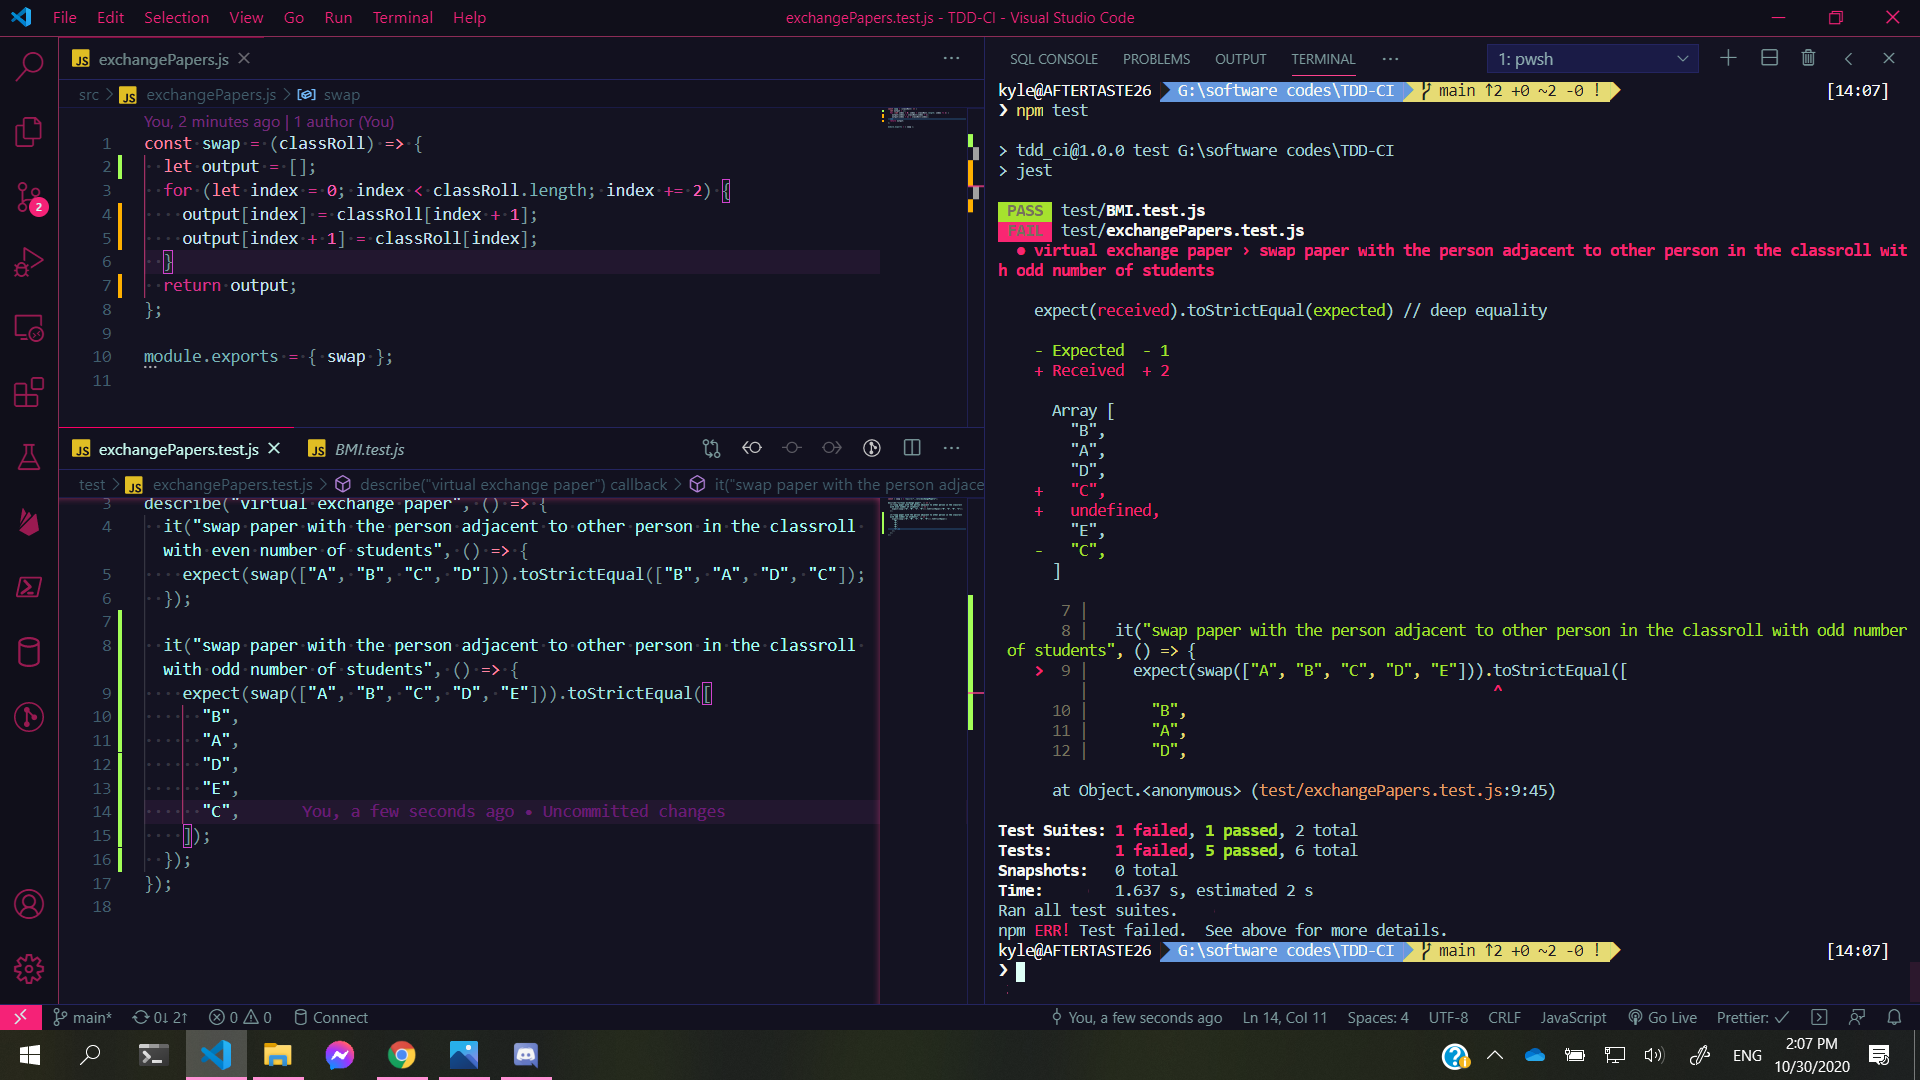 File Edit Selection View Go Run Terminal Help
exchangePapers.test.js - TDD-CI - Visual Studio Code
JS exchangePapers.js
src > JS exchangePapers.js > swap
You, 2 minutes ago | 1 author (You)
1 const swap = (classRoll) => {
2 let output = [];
3 for (let index = 0; index < classRoll.length; index += 2) {
4 output[index] = classRoll[index + 1];
5 output[index + 1] = classRoll[index];
6 }
7 return output;
8 };
9
10 module.exports = { swap };
11
JS exchangePapers.test.js JS BMI.test.js
test > JS exchangePapers.test.js > describe("virtual exchange paper") callback > it("swap paper with the person adjace
3 describe("virtual exchange paper", () => {
4 it("swap paper with the person adjacent to other person in the classroll
with even number of students", () => {
5 expect(swap(["A", "B", "C", "D"])).toStrictEqual(["B", "A", "D", "C"]);
6 });
7
8 it("swap paper with the person adjacent to other person in the classroll
with odd number of students", () => {
9 expect(swap(["A", "B", "C", "D", "E"])).toStrictEqual([
10 "B",
11 "A",
12 "D",
13 "E",
14 "C", You, a few seconds ago • Uncommitted changes
15 ]);
16 });
17 });
18
SQL CONSOLE PROBLEMS OUTPUT TERMINAL ··· 1: pwsh
kyle@AFTERTASTE26 G:\software codes\TDD-CI main ↑2 +0 ~2 -0 ! [14:07]
❯ npm test
> tdd_ci@1.0.0 test G:\software codes\TDD-CI
> jest
PASS test/BMI.test.js
FAIL test/exchangePapers.test.js
● virtual exchange paper › swap paper with the person adjacent to other person in the classroll wit
h odd number of students
expect(received).toStrictEqual(expected) // deep equality
- Expected - 1
+ Received + 2
Array [
"B",
"A",
"D",
+ "C",
+ undefined,
"E",
- "C",
]
7 |
8 | it("swap paper with the person adjacent to other person in the classroll with odd number
of students", () => {
> 9 | expect(swap(["A", "B", "C", "D", "E"])).toStrictEqual([
| ^
10 | "B",
11 | "A",
12 | "D",
at Object.<anonymous> (test/exchangePapers.test.js:9:45)
Test Suites: 1 failed, 1 passed, 2 total
Tests: 1 failed, 5 passed, 6 total
Snapshots: 0 total
Time: 1.637 s, estimated 2 s
Ran all test suites.
npm ERR! Test failed. See above for more details.
kyle@AFTERTASTE26 G:\software codes\TDD-CI main ↑2 +0 ~2 -0 ! [14:07]
❯
2
main* 0↓ 2↑ 0 0 Connect
You, a few seconds ago Ln 14, Col 11 Spaces: 4 UTF-8 CRLF JavaScript Go Live Prettier: ✓
ENG
2:07 PM
10/30/2020